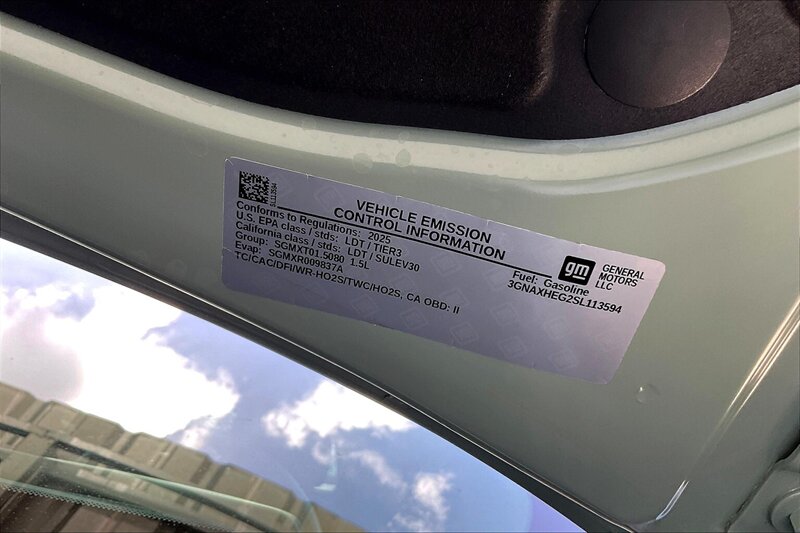 SL113594
VEHICLE EMISSION
CONTROL INFORMATION
Conforms to Regulations: 2025
U.S. EPA class / stds: LDT / TIER3
California class / stds: LDT / SULEV30
Group: SGMXT01.5080 1.5L
Evap: SGMXR009837A
TC/CAC/DFI/WR-HO2S/TWC/HO2S, CA OBD: II
gm
GENERAL
MOTORS
LLC
Fuel: Gasoline
3GNAXHEG2SL113594